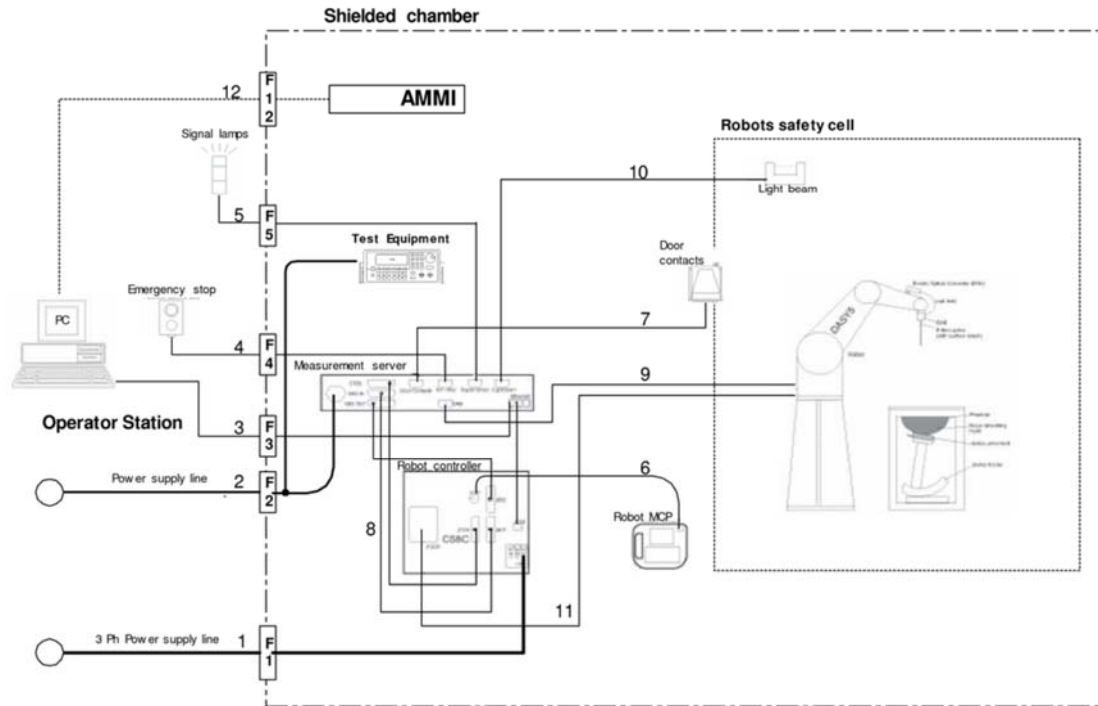 Shielded chamber
12
F
1
2
AMMI
Signal lamps
Robots safety cell
10
Light beam
5
F
5
Test Equipment
Door
contacts
Emergency stop
PC
DASY5
7
4
F
4
Measurement server
9
Operator Station
3
F
3
Robot controller
6
Power supply line
2
F
2
Robot MCP
8
CS8C
11
3 Ph Power supply line
1
F
1